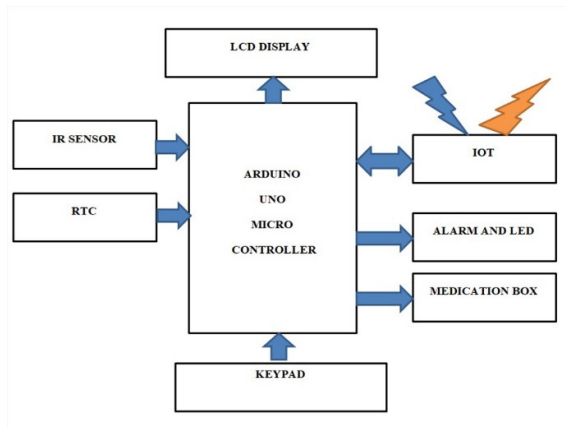 LCD DISPLAY
IR SENSOR
RTC
ARDUINO
UNO
MICRO
CONTROLLER
IOT
ALARM AND LED
MEDICATION BOX
KEYPAD